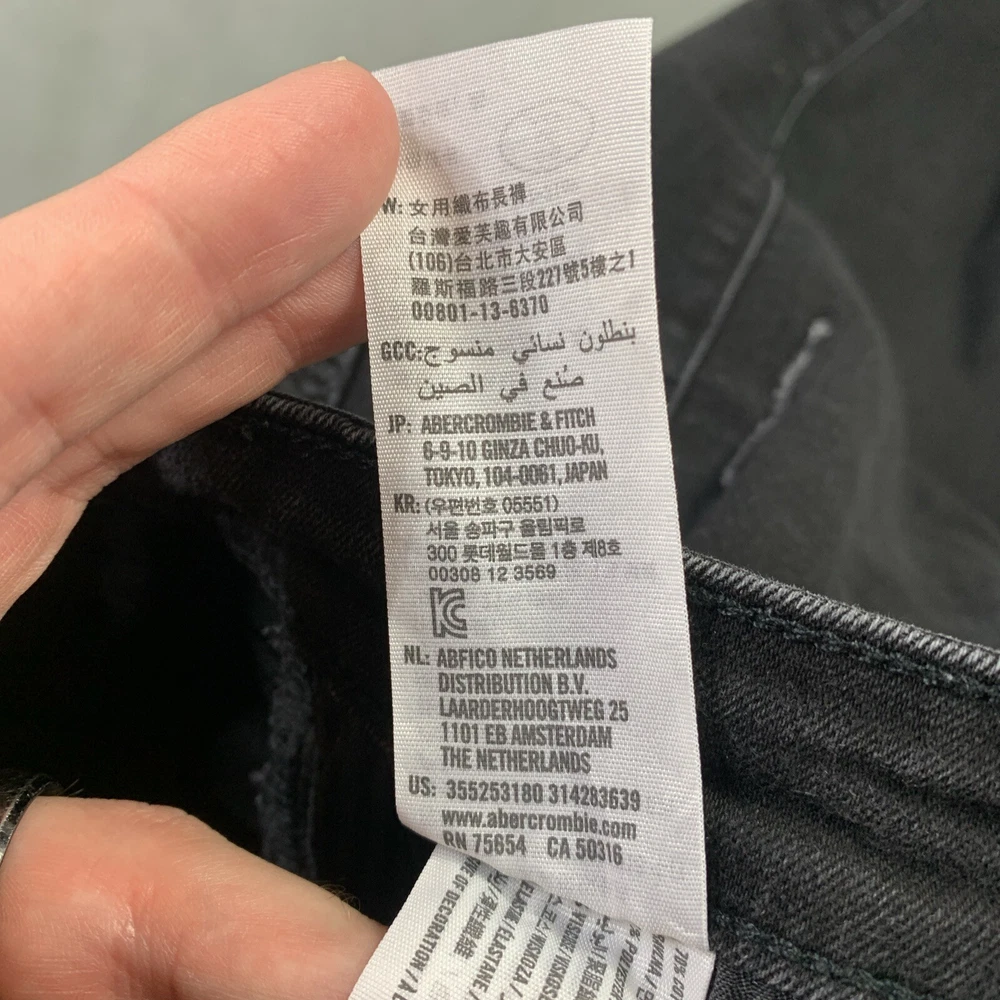 W: 女用織布長褲
台灣愛芙趣有限公司
(106)台北市大安區
羅斯福路三段227號5樓之1
00801-13-6370
GCC: بنطلون نسائي منسوج
صُنع في الصين
JP: ABERCROMBIE & FITCH
6-9-10 GINZA CHUO-KU,
TOKYO, 104-0061, JAPAN
KR: (우편번호 05551)
서울 송파구 올림픽로
300 롯데월드몰 1층 제8호
00308 12 3569
KC
NL: ABFICO NETHERLANDS
DISTRIBUTION B.V.
LAARDERHOOGTWEG 25
1101 EB AMSTERDAM
THE NETHERLANDS
US: 355253180 314283639
www.abercrombie.com
RN 75654 CA 50316
OF DECORATION / A
ELASTANE /